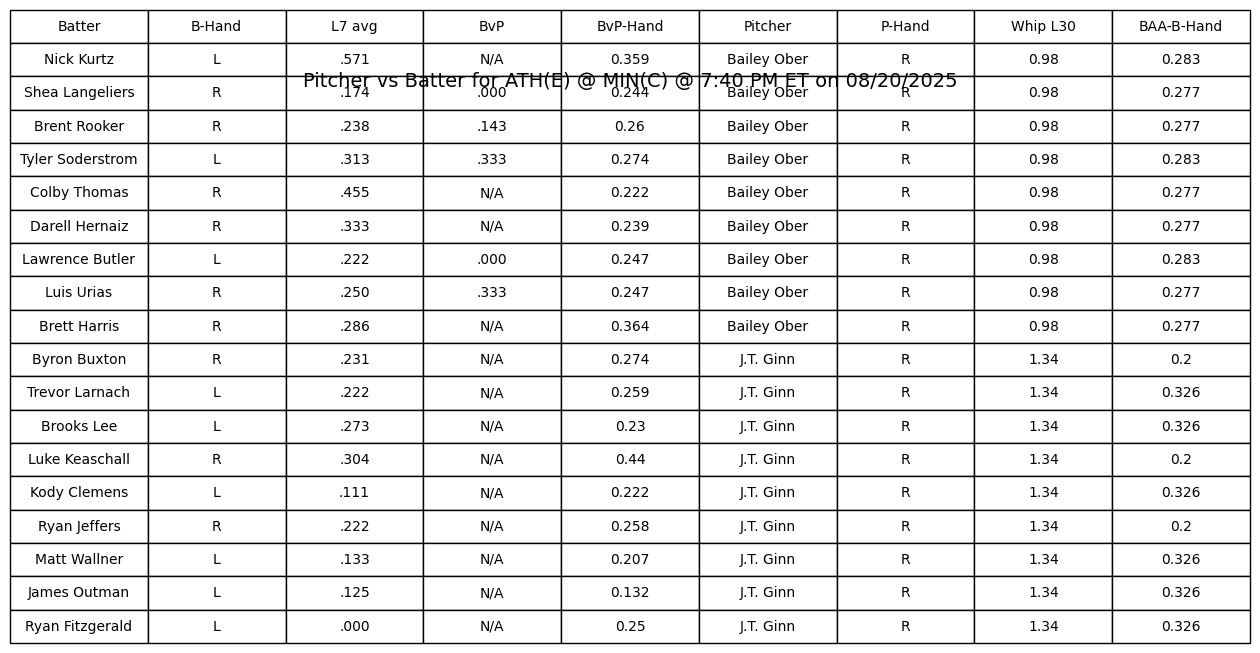 Batter B-Hand L7 avg BvP BvP-Hand Pitcher P-Hand Whip L30 BAA-B-Hand
Nick Kurtz L .571 N/A 0.359 Bailey Ober R 0.98 0.283
Pitcher vs Batter for ATH(E) @ MIN(C) @ 7:40 PM ET on 08/20/2025
Shea Langeliers R .174 .000 0.244 Bailey Ober R 0.98 0.277
Brent Rooker R .238 .143 0.26 Bailey Ober R 0.98 0.277
Tyler Soderstrom L .313 .333 0.274 Bailey Ober R 0.98 0.283
Colby Thomas R .455 N/A 0.222 Bailey Ober R 0.98 0.277
Darell Hernaiz R .333 N/A 0.239 Bailey Ober R 0.98 0.277
Lawrence Butler L .222 .000 0.247 Bailey Ober R 0.98 0.283
Luis Urias R .250 .333 0.247 Bailey Ober R 0.98 0.277
Brett Harris R .286 N/A 0.364 Bailey Ober R 0.98 0.277
Byron Buxton R .231 N/A 0.274 J.T. Ginn R 1.34 0.2
Trevor Larnach L .222 N/A 0.259 J.T. Ginn R 1.34 0.326
Brooks Lee L .273 N/A 0.23 J.T. Ginn R 1.34 0.326
Luke Keaschall R .304 N/A 0.44 J.T. Ginn R 1.34 0.2
Kody Clemens L .111 N/A 0.222 J.T. Ginn R 1.34 0.326
Ryan Jeffers R .222 N/A 0.258 J.T. Ginn R 1.34 0.2
Matt Wallner L .133 N/A 0.207 J.T. Ginn R 1.34 0.326
James Outman L .125 N/A 0.132 J.T. Ginn R 1.34 0.326
Ryan Fitzgerald L .000 N/A 0.25 J.T. Ginn R 1.34 0.326